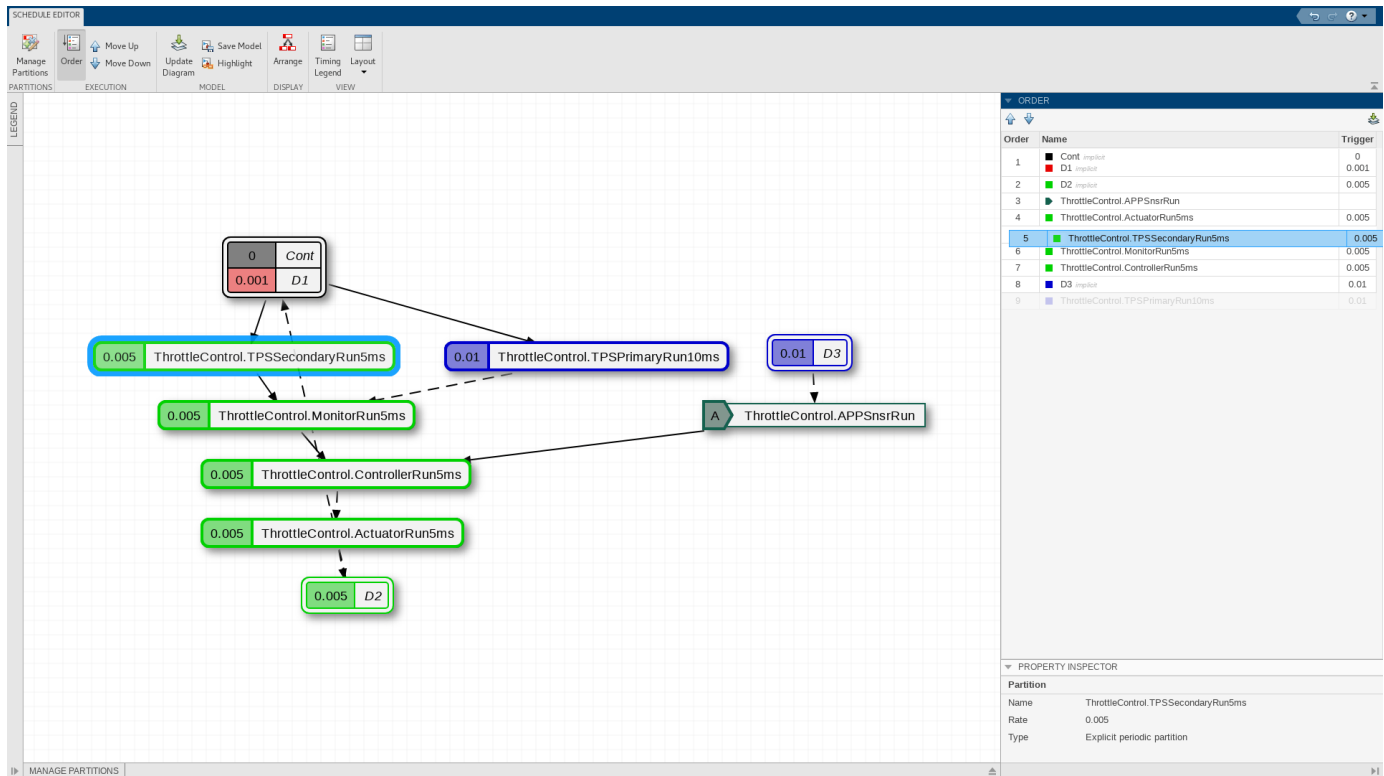 SCHEDULE EDITOR
?
Manage Partitions
Order
Move Up
Move Down
Update Diagram
Save Model
Highlight
Arrange
Timing Legend
Layout
PARTITIONS
EXECUTION
MODEL
DISPLAY
VIEW
LEGEND
0 Cont
0.001 D1
0.005 ThrottleControl.TPSSecondaryRun5ms
0.01 ThrottleControl.TPSPrimaryRun10ms
0.01 D3
0.005 ThrottleControl.MonitorRun5ms
A ThrottleControl.APPSnsrRun
0.005 ThrottleControl.ControllerRun5ms
0.005 ThrottleControl.ActuatorRun5ms
0.005 D2
MANAGE PARTITIONS
ORDER
Order Name Trigger
1 Cont Implicit 0
D1 Implicit 0.001
2 D2 Implicit 0.005
3 ThrottleControl.APPSnsrRun
4 ThrottleControl.ActuatorRun5ms 0.005
5 ThrottleControl.TPSSecondaryRun5ms 0.005
6 ThrottleControl.MonitorRun5ms 0.005
7 ThrottleControl.ControllerRun5ms 0.005
8 D3 Implicit 0.01
9 ThrottleControl.TPSPrimaryRun10ms 0.01
PROPERTY INSPECTOR
Partition
Name ThrottleControl.TPSSecondaryRun5ms
Rate 0.005
Type Explicit periodic partition